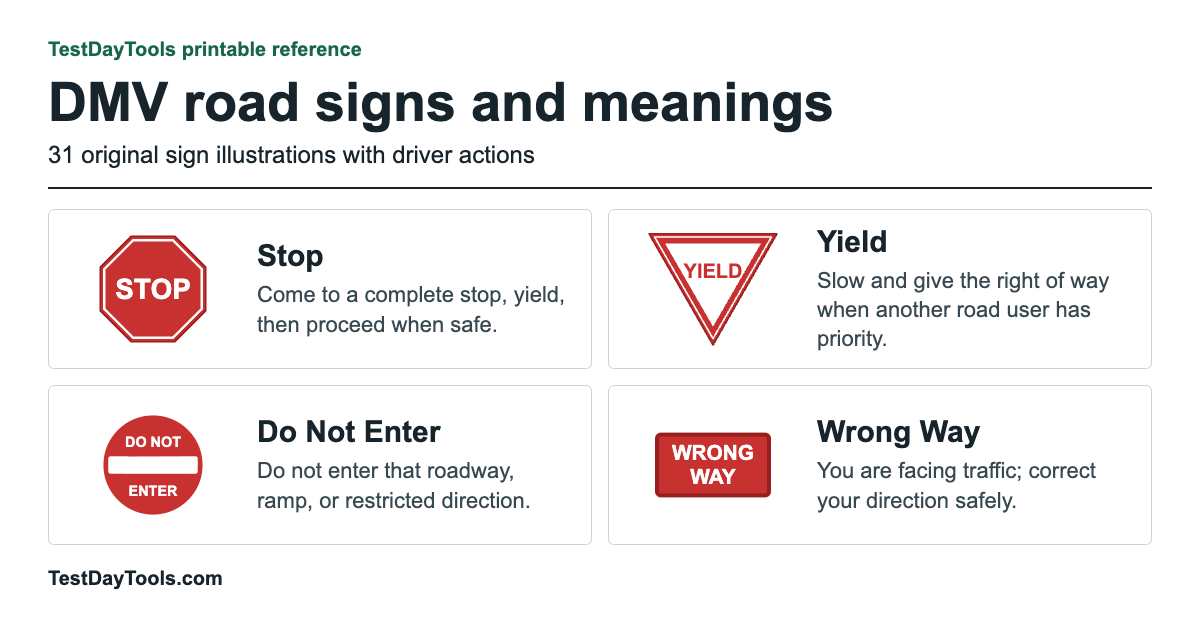 TestDayTools printable reference
DMV road signs and meanings
31 original sign illustrations with driver actions
STOP
Stop
Come to a complete stop, yield,
then proceed when safe.
YIELD
Yield
Slow and give the right of way
when another road user has
priority.
DO NOT
ENTER
Do Not Enter
Do not enter that roadway,
ramp, or restricted direction.
WRONG
WAY
Wrong Way
You are facing traffic; correct
your direction safely.
TestDayTools.com